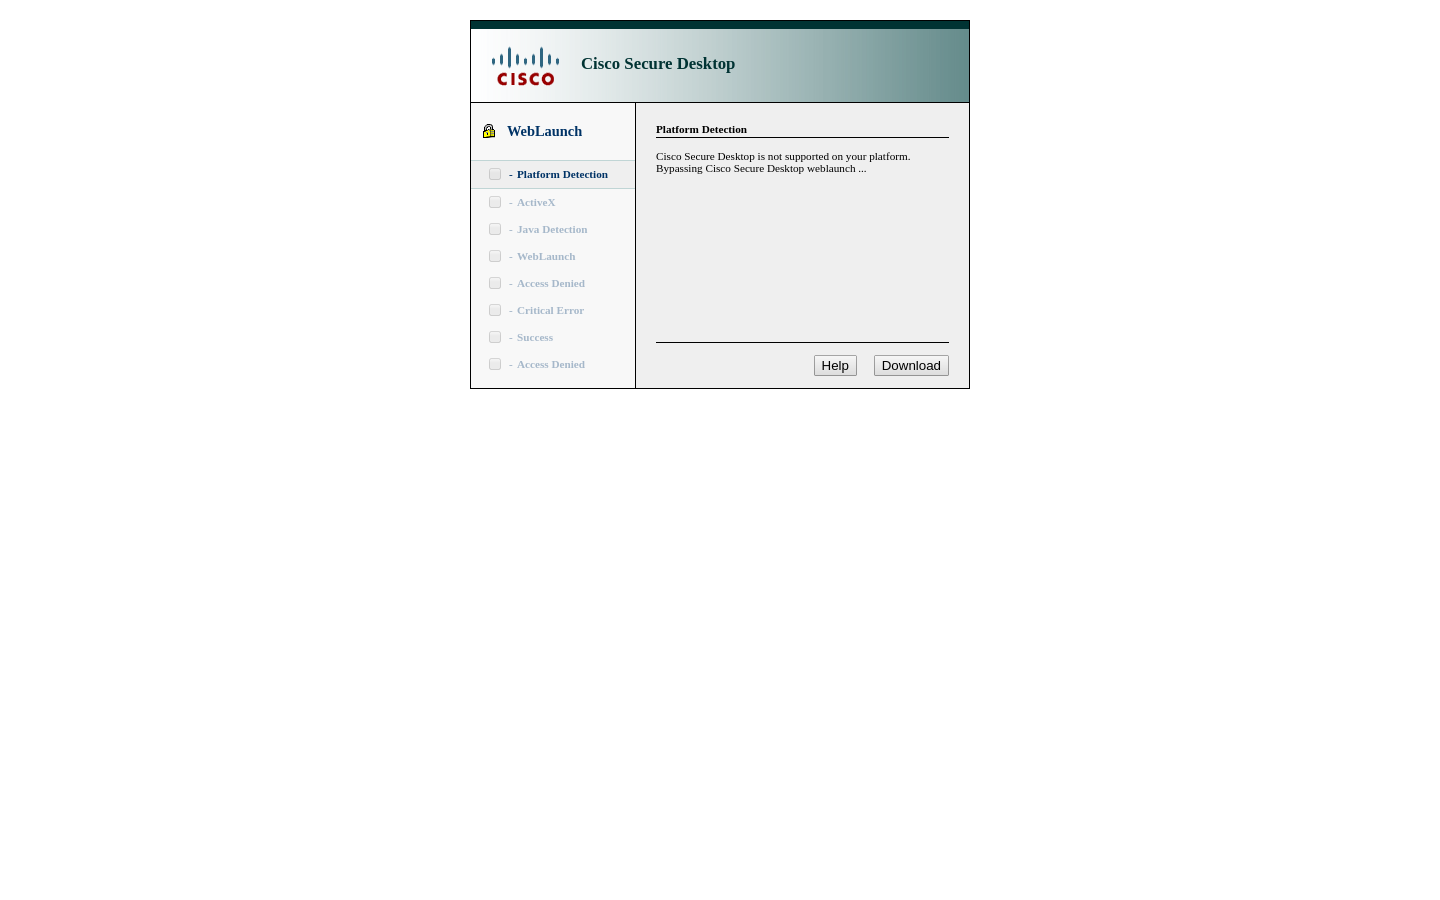 CISCO
Cisco Secure Desktop
WebLaunch
- Platform Detection
- ActiveX
- Java Detection
- WebLaunch
- Access Denied
- Critical Error
- Success
- Access Denied
Platform Detection
Cisco Secure Desktop is not supported on your platform.
Bypassing Cisco Secure Desktop weblaunch ...
Help
Download